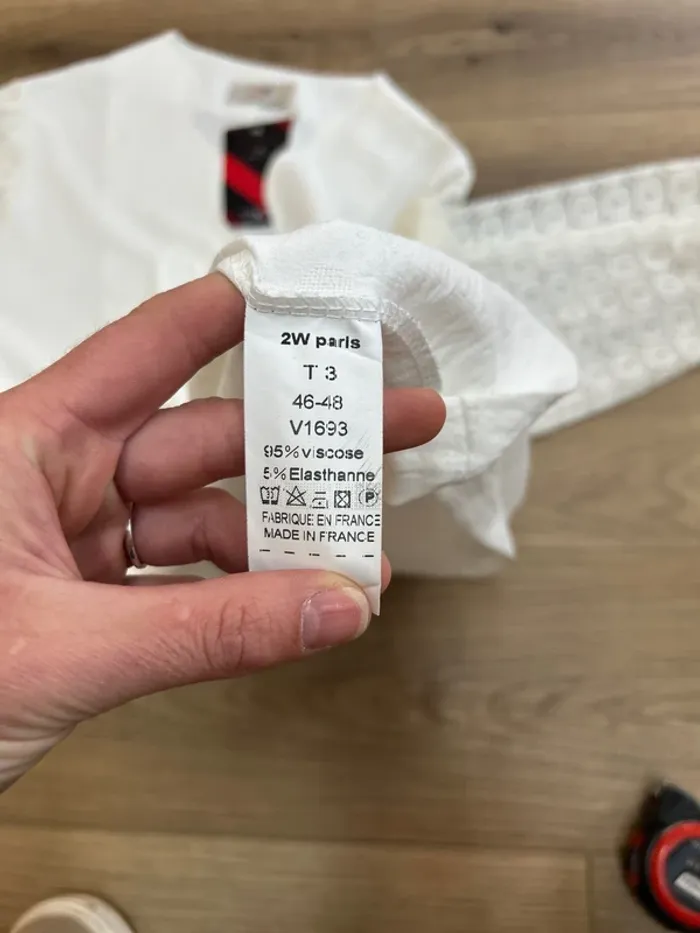 2W paris
T 3
46-48
V1693
95% viscose
5% Elasthanne
P
FABRIQUE EN FRANCE
MADE IN FRANCE